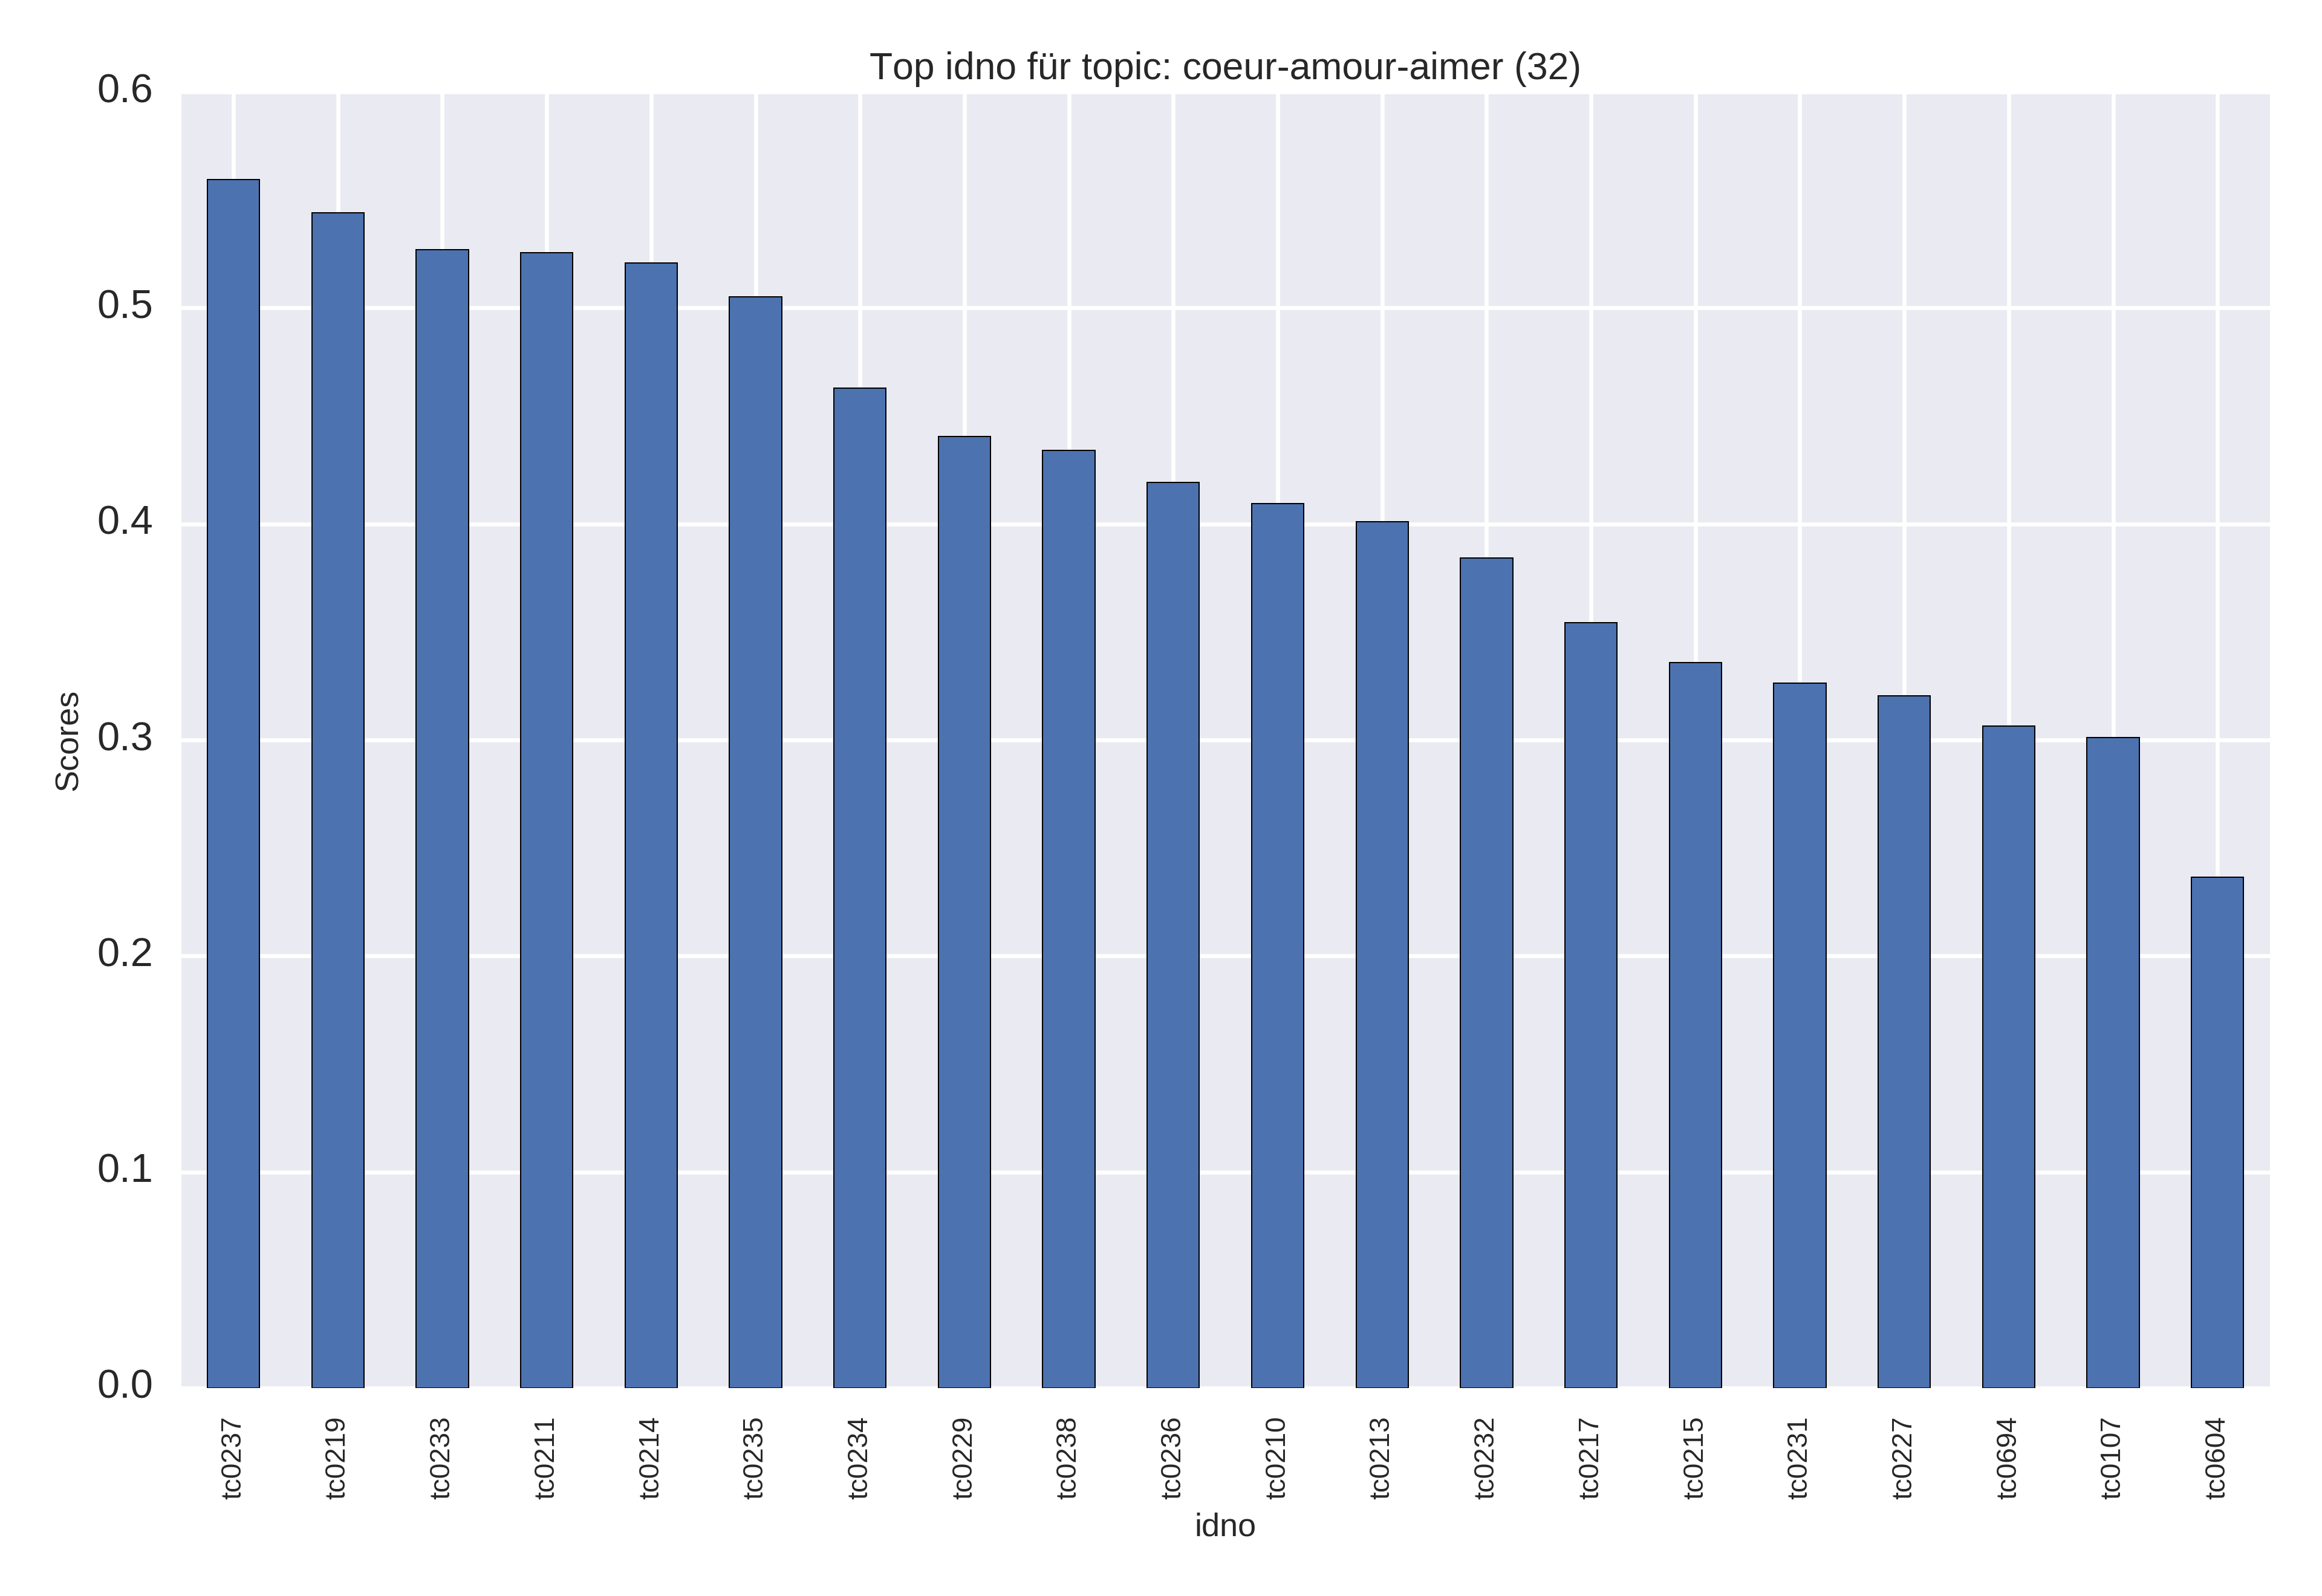 Top idno für topic: coeur-amour-aimer (32)
0.6
0.5
0.4
0.3
0.2
0.1
0.0
Scores
tc0237
tc0219
tc0233
tc0211
tc0214
tc0235
tc0234
tc0229
tc0238
tc0236
tc0210
tc0213
tc0232
tc0217
tc0215
tc0231
tc0227
tc0694
tc0107
tc0604
idno